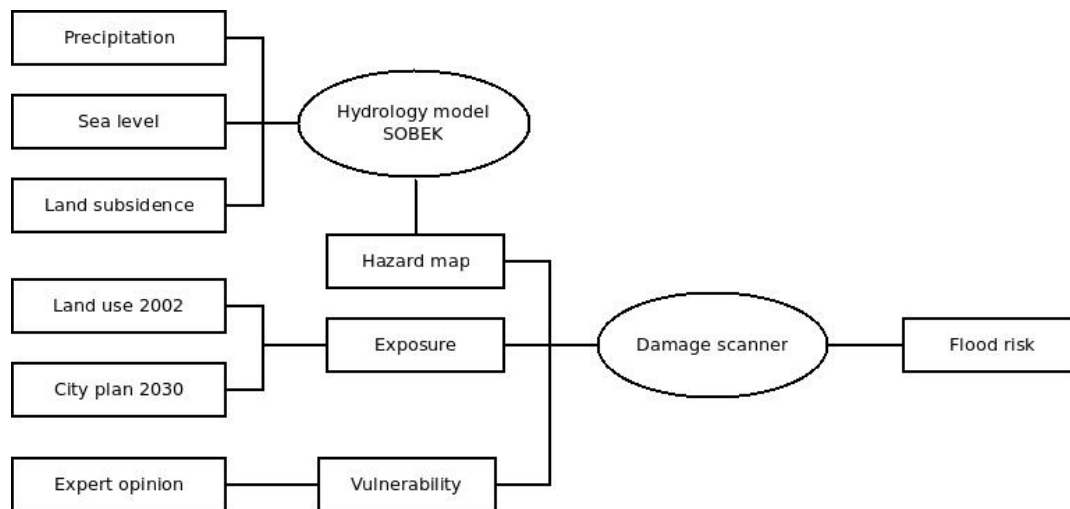 Precipitation
Sea level
Land subsidence
Hydrology model
SOBEK
Hazard map
Land use 2002
City plan 2030
Exposure
Expert opinion
Vulnerability
Damage scanner
Flood risk